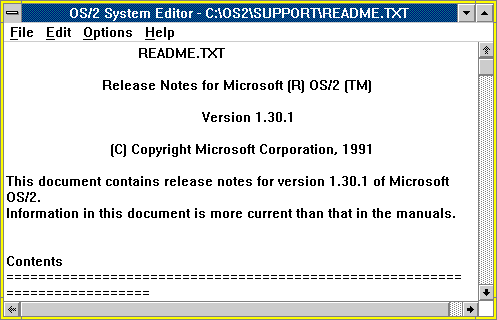 OS/2 System Editor - C:\OS2\SUPPORT\README.TXT
File Edit Options Help
README.TXT
Release Notes for Microsoft (R) OS/2 (TM)
Version 1.30.1
(C) Copyright Microsoft Corporation, 1991
This document contains release notes for version 1.30.1 of Microsoft
OS/2.
Information in this document is more current than that in the manuals.
Contents
==========================================================
==================